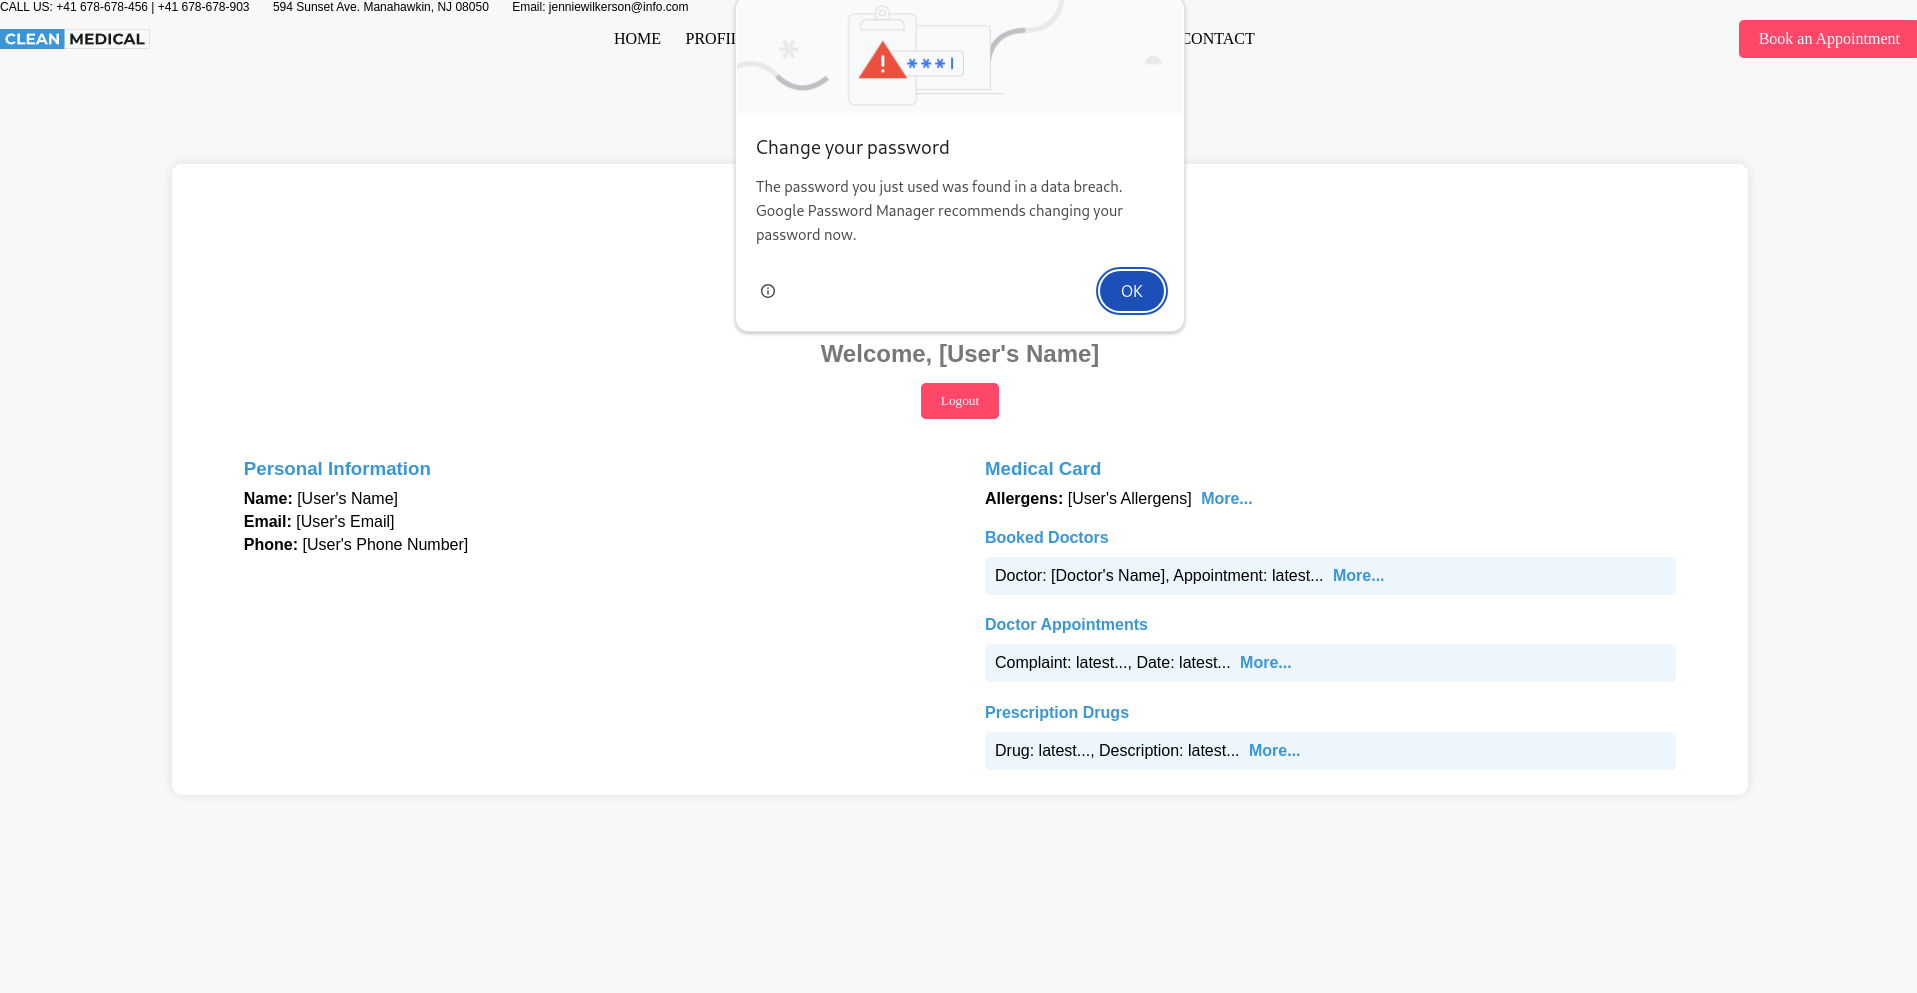 CALL US: +41 678-678-456 | +41 678-678-903 594 Sunset Ave. Manahawkin, NJ 08050 Email: jenniewilkerson@info.com
CLEAN MEDICAL HOME CONTACT Book an Appointment
***|
Change your password
The password you just used was found in a data breach.
Google Password Manager recommends changing your
password now.
OK
Welcome, [User's Name]
Logout
Personal Information
Name: [User's Name]
Email: [User's Email]
Phone: [User's Phone Number]
Medical Card
Allergens: [User's Allergens] More...
Booked Doctors
Doctor: [Doctor's Name], Appointment: latest... More...
Doctor Appointments
Complaint: latest..., Date: latest... More...
Prescription Drugs
Drug: latest..., Description: latest... More...